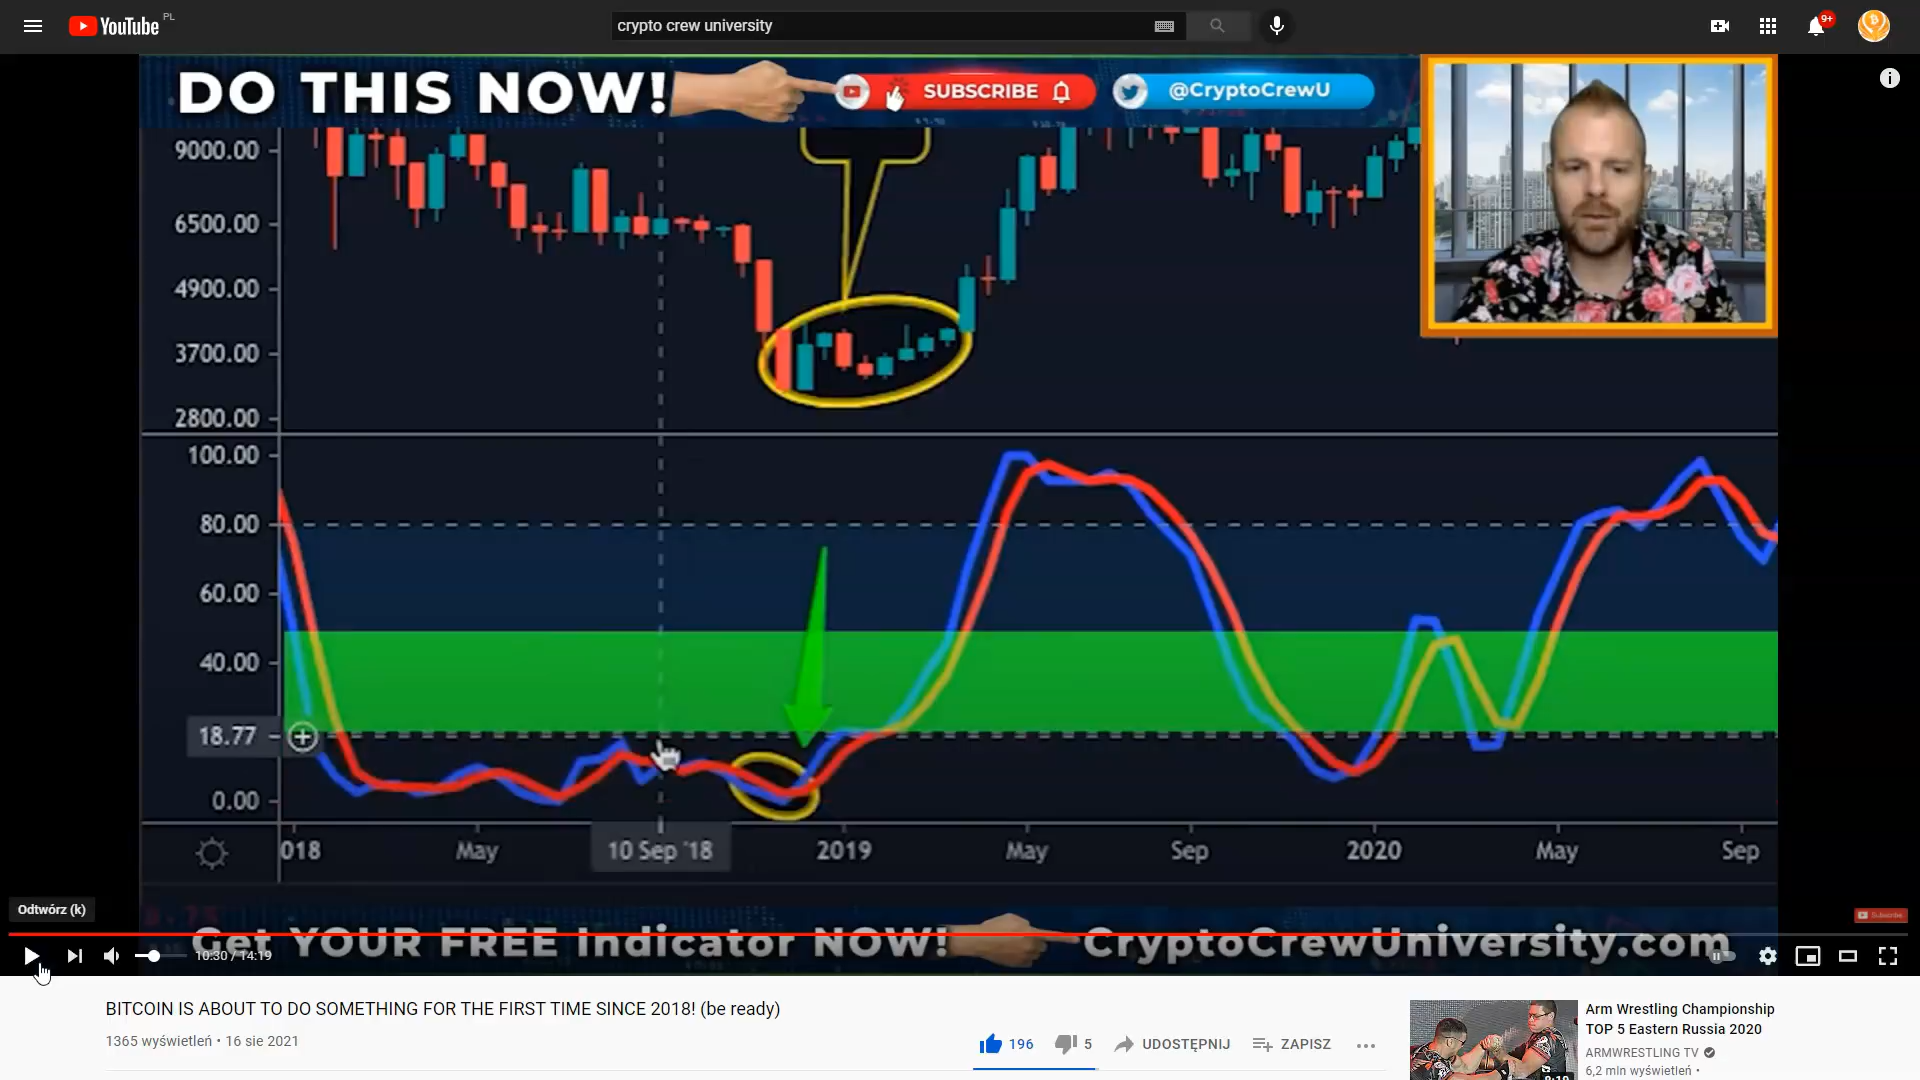 YouTube PL
crypto crew university
9+
DO THIS NOW!
SUBSCRIBE
@CryptoCrewU
9000.00
6500.00
4900.00
3700.00
2800.00
100.00
80.00
60.00
40.00
18.77
0.00
018 May 10 Sep '18 2019 May Sep 2020 May Sep
Odtwórz (k)
Subscribe
Get YOUR FREE Indicator NOW! CryptoCrewUniversity.com
10:30 / 14:19
BITCOIN IS ABOUT TO DO SOMETHING FOR THE FIRST TIME SINCE 2018! (be ready)
1365 wyświetleń • 16 sie 2021
196
5
UDOSTĘPNIJ
ZAPISZ
Arm Wrestling Championship
TOP 5 Eastern Russia 2020
ARMWRESTLING TV
6,2 mln wyświetleń •